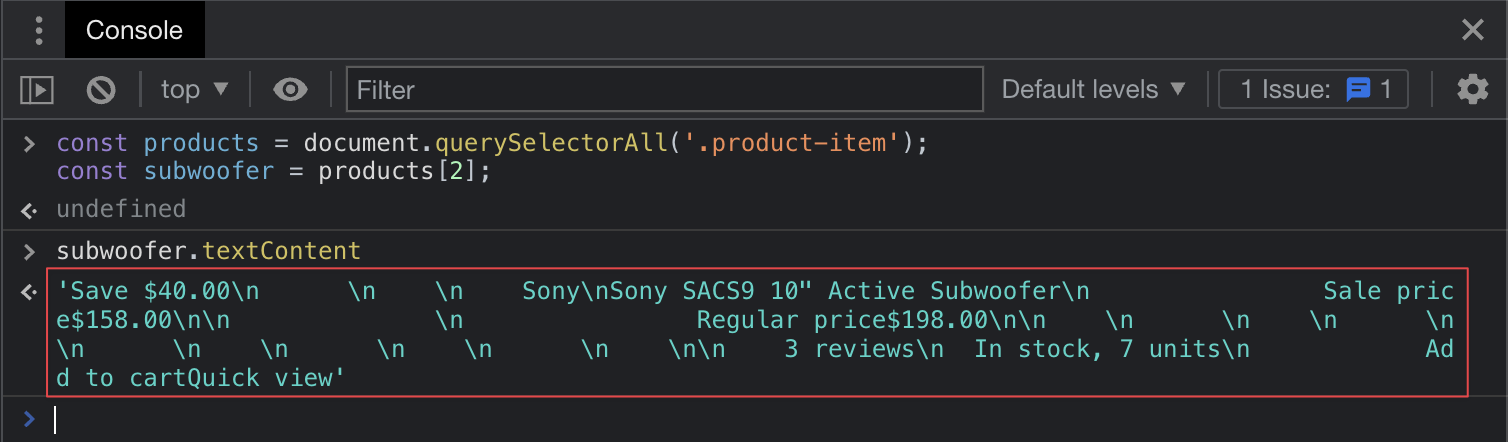 Console
top ▼ Filter Default levels ▼ 1 Issue: 1
> const products = document.querySelectorAll('.product-item');
const subwoofer = products[2];
undefined
> subwoofer.textContent
'Save $40.00\n      \n    \n    Sony\nSony SACS9 10" Active Subwoofer\n                Sale pric
e$158.00\n\n              \n                Regular price$198.00\n\n    \n      \n    \n      \n
\n      \n    \n      \n    \n      \n    \n\n    3 reviews\n  In stock, 7 units\n            Ad
d to cartQuick view'
>